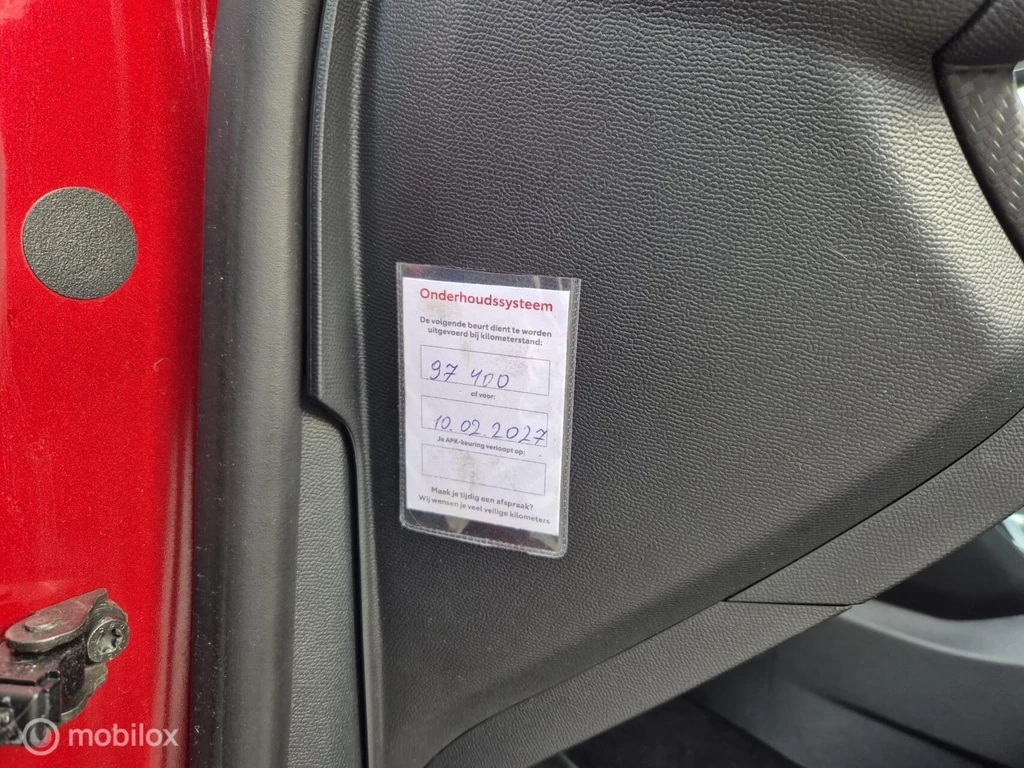 Onderhoudssysteem
De volgende beurt dient te worden
uitgevoerd bij kilometerstand:
97 400
of voor:
10.02.2027
Je APK-keuring verloopt op:
Maak je tijdig een afspraak?
Wij wensen je veel veilige kilometers
mobilox